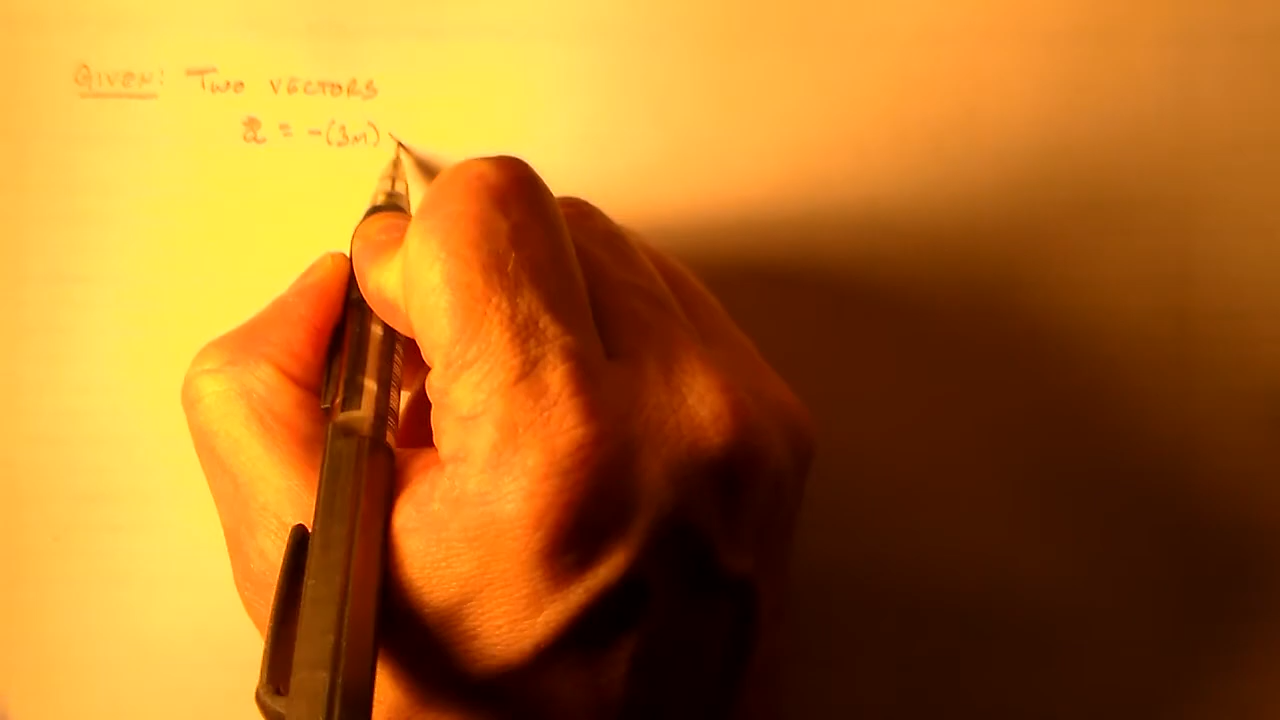 GIVEN: TWO VECTORS
= -(3m)